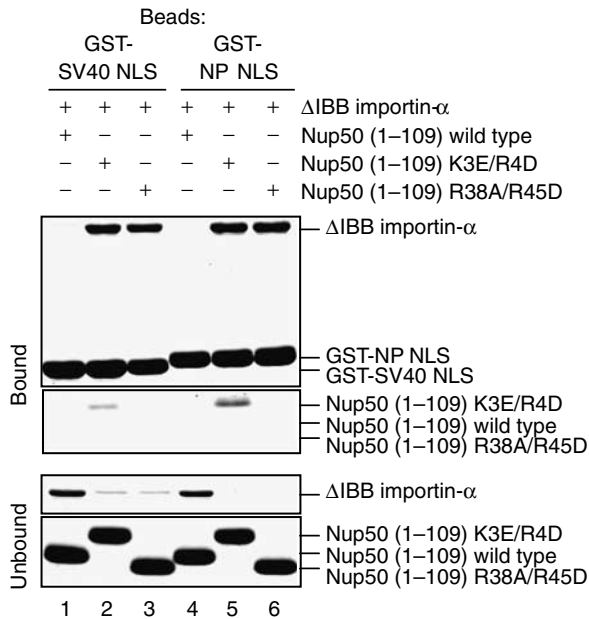 Beads:
GST- GST-
SV40 NLS NP NLS
+ + + + + + ΔIBB importin-α
+ − − + − − Nup50 (1–109) wild type
− + − − + − Nup50 (1–109) K3E/R4D
− − + − − + Nup50 (1–109) R38A/R45D
Bound
ΔIBB importin-α
GST-NP NLS
GST-SV40 NLS
Nup50 (1–109) K3E/R4D
Nup50 (1–109) wild type
Nup50 (1–109) R38A/R45D
Unbound
ΔIBB importin-α
Nup50 (1–109) K3E/R4D
Nup50 (1–109) wild type
Nup50 (1–109) R38A/R45D
1 2 3 4 5 6